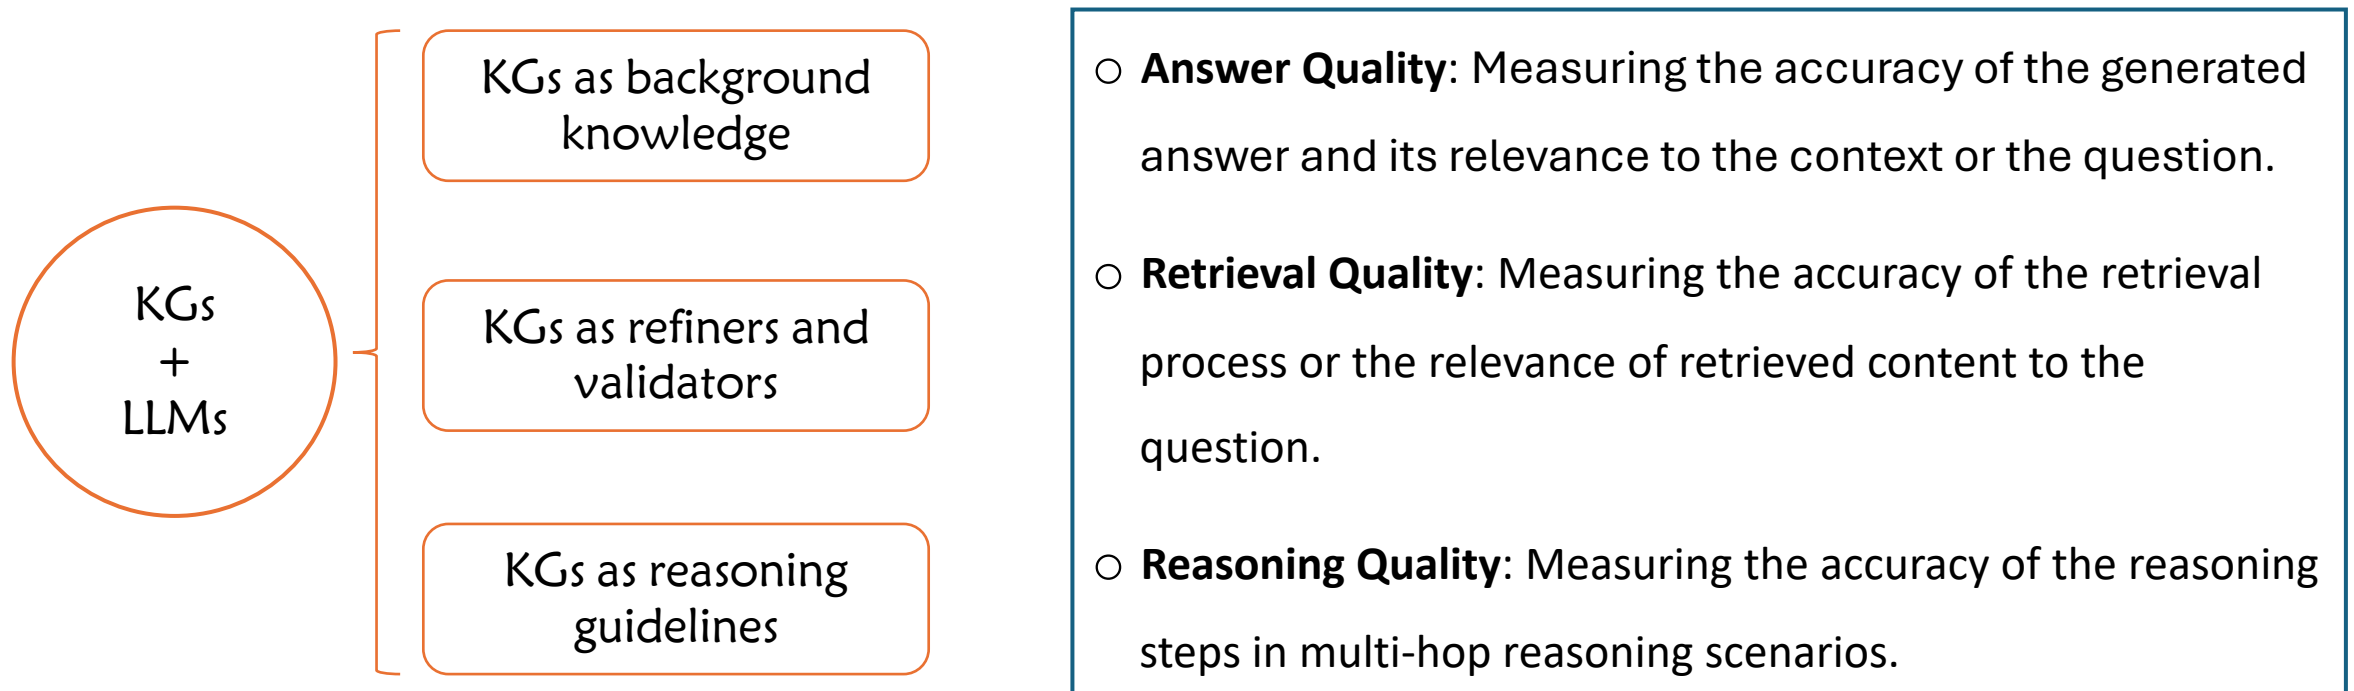 KGs
+
LLMs
KGs as background
knowledge
KGs as refiners and
validators
KGs as reasoning
guidelines
○ Answer Quality: Measuring the accuracy of the generated
answer and its relevance to the context or the question.
○ Retrieval Quality: Measuring the accuracy of the retrieval
process or the relevance of retrieved content to the
question.
○ Reasoning Quality: Measuring the accuracy of the reasoning
steps in multi-hop reasoning scenarios.